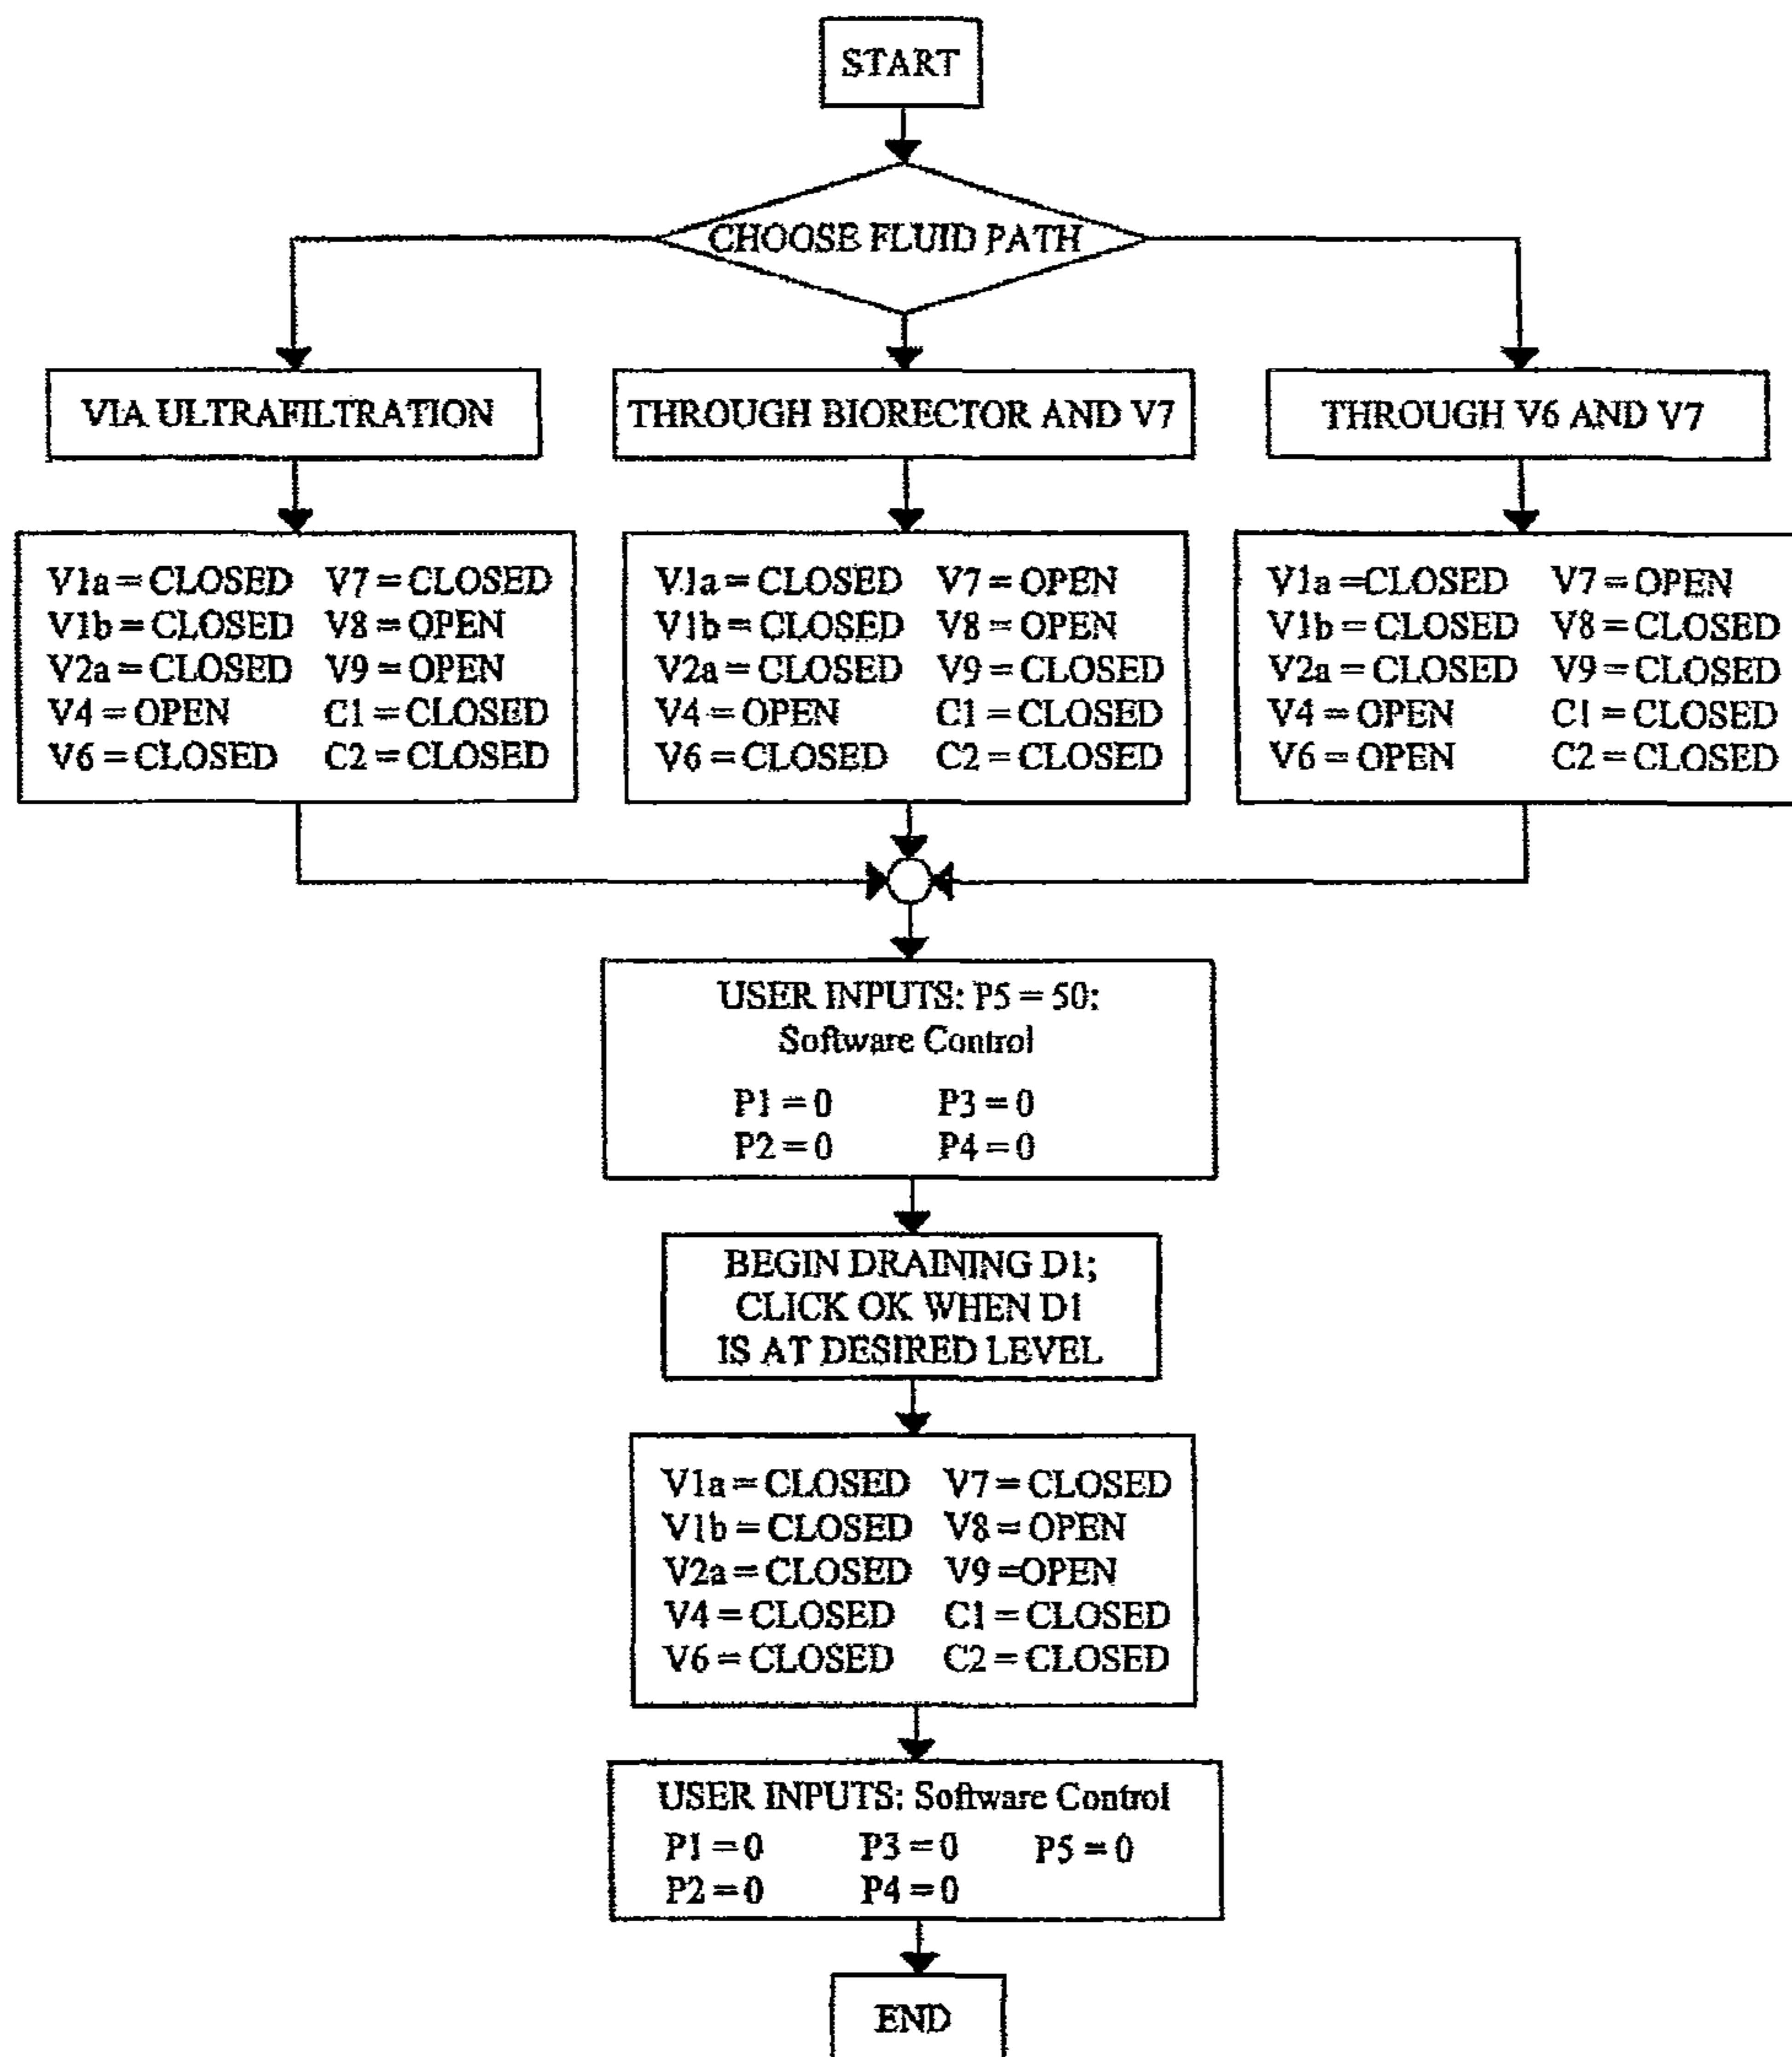 START
CHOOSE FLUID PATH
VIA ULTRAFILTRATION
THROUGH BIORECTOR AND V7
THROUGH V6 AND V7
V1a = CLOSED V7 = CLOSED
V1b = CLOSED V8 = OPEN
V2a = CLOSED V9 = OPEN
V4 = OPEN C1 = CLOSED
V6 = CLOSED C2 = CLOSED
V1a = CLOSED V7 = OPEN
V1b = CLOSED V8 = OPEN
V2a = CLOSED V9 = CLOSED
V4 = OPEN C1 = CLOSED
V6 = CLOSED C2 = CLOSED
V1a =CLOSED V7 = OPEN
V1b = CLOSED V8 = CLOSED
V2a = CLOSED V9 = CLOSED
V4 = OPEN C1 = CLOSED
V6 = OPEN C2 = CLOSED
USER INPUTS: P5 = 50:
Software Control
P1 = 0 P3 = 0
P2 = 0 P4 = 0
BEGIN DRAINING D1;
CLICK OK WHEN D1
IS AT DESIRED LEVEL
V1a = CLOSED V7 = CLOSED
V1b = CLOSED V8 = OPEN
V2a = CLOSED V9 =OPEN
V4 = CLOSED C1 = CLOSED
V6 = CLOSED C2 = CLOSED
USER INPUTS: Software Control
P1 = 0 P3 = 0 P5 = 0
P2 = 0 P4 = 0
END